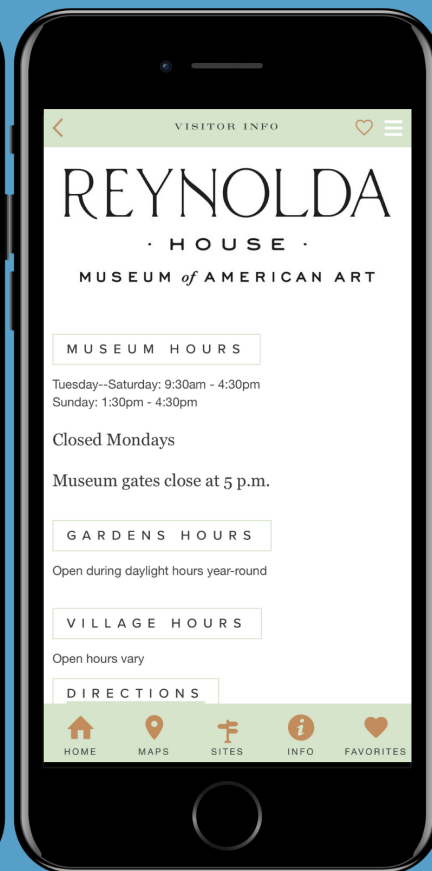 VISITOR INFO
REYNOLDA
· HOUSE ·
MUSEUM of AMERICAN ART
MUSEUM HOURS
Tuesday--Saturday: 9:30am - 4:30pm
Sunday: 1:30pm - 4:30pm
Closed Mondays
Museum gates close at 5 p.m.
GARDENS HOURS
Open during daylight hours year-round
VILLAGE HOURS
Open hours vary
DIRECTIONS
HOME MAPS SITES INFO FAVORITES